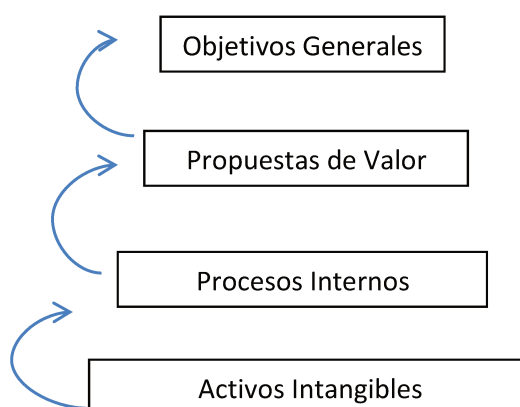 Objetivos Generales
Propuestas de Valor
Procesos Internos
Activos Intangibles